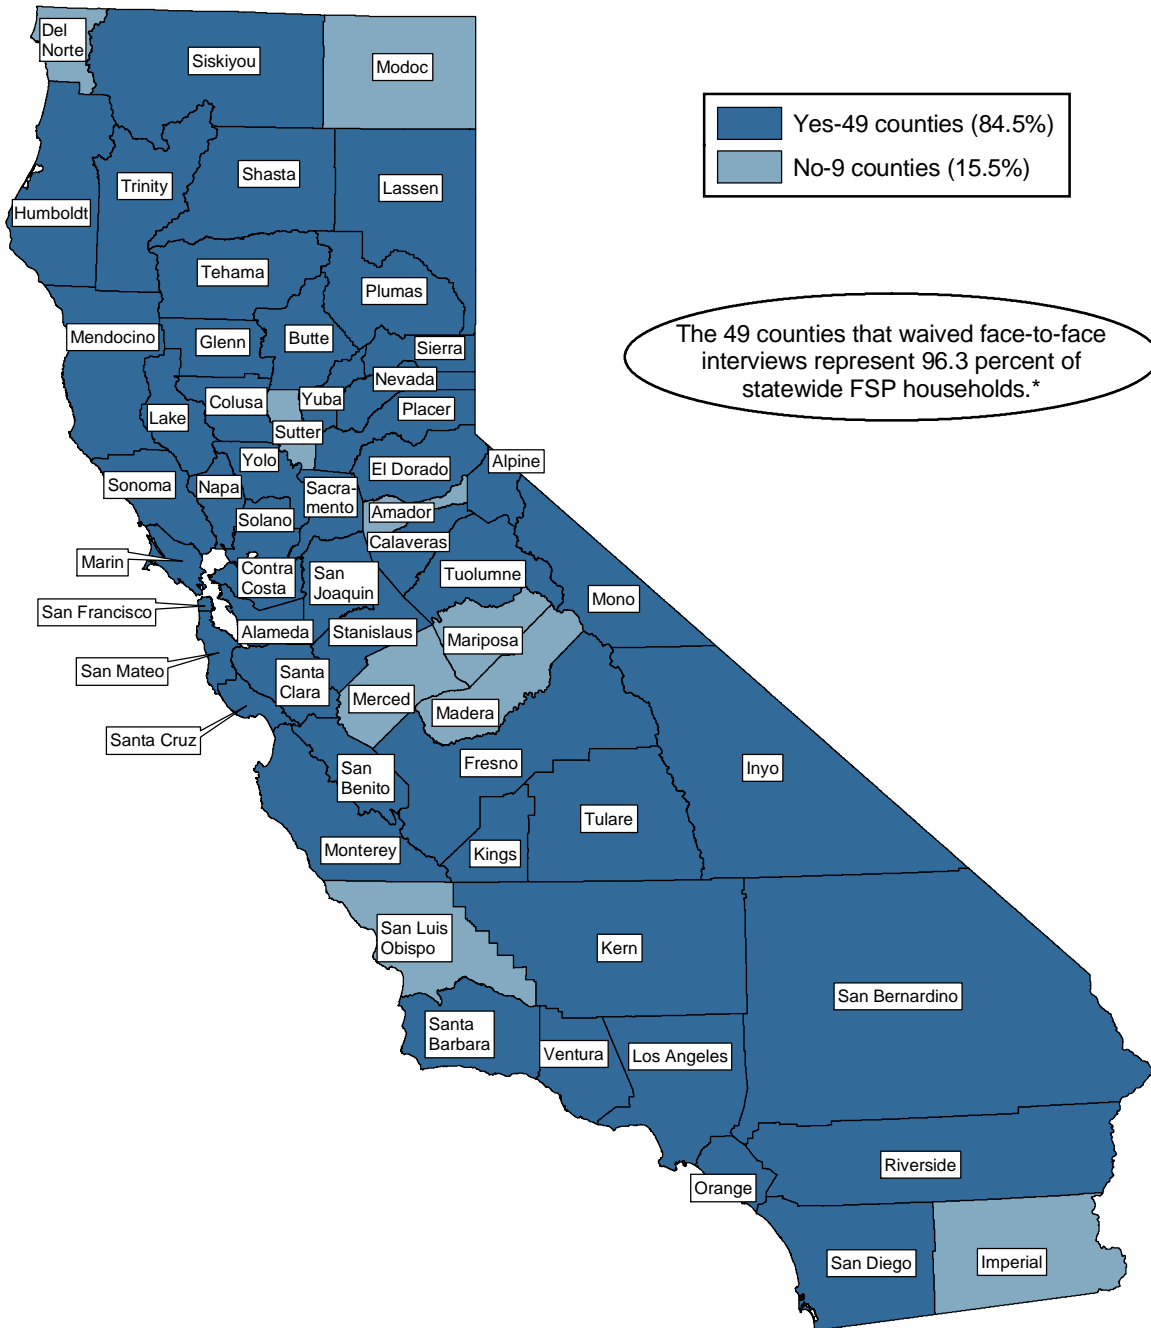 Del
Norte
Siskiyou
Modoc
Yes-49 counties (84.5%)
No-9 counties (15.5%)
Shasta
Trinity
Lassen
Humboldt
Tehama
Plumas
The 49 counties that waived face-to-face
interviews represent 96.3 percent of
statewide FSP households.*
Mendocino
Glenn
Butte
Sierra
Nevada
Colusa
Yuba
Placer
Lake
Sutter
Yolo
El Dorado
Alpine
Sonoma
Napa
Sacra-
mento
Solano
Amador
Calaveras
Marin
Contra
Costa
San
Joaquin
Tuolumne
Mono
San Francisco
Alameda
Stanislaus
Mariposa
San Mateo
Santa
Clara
Merced
Madera
Santa Cruz
San
Benito
Fresno
Inyo
Tulare
Monterey
Kings
San Luis
Obispo
Kern
San Bernardino
Santa
Barbara
Ventura
Los Angeles
Riverside
Orange
San Diego
Imperial